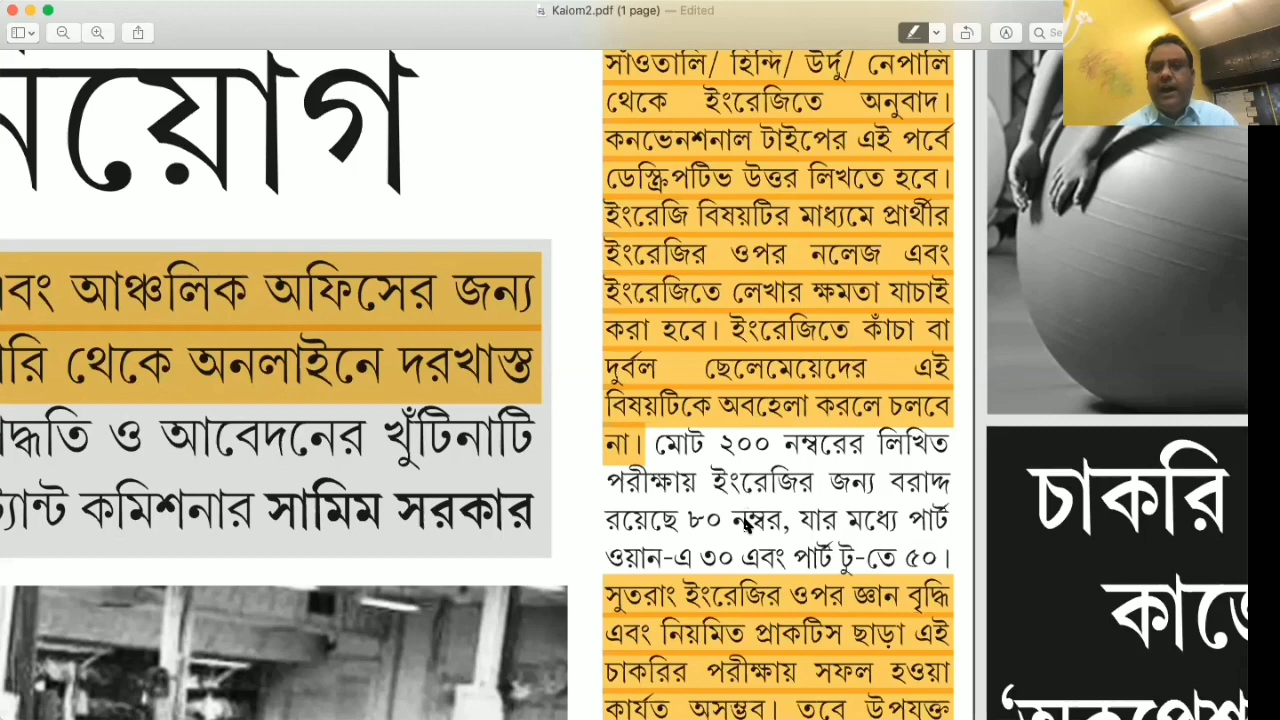 Kalom2.pdf (1 page) — Edited
নিয়োগ
এবং আঞ্চলিক অফিসের জন্য
থেকে অনলাইনে দরখাস্ত
ও আবেদনের খুঁটিনাটি
কমিশনার সামিম সরকার
সাঁওতালি/ হিন্দি/ উর্দু/ নেপালি
থেকে ইংরেজিতে অনুবাদ।
কনভেনশনাল টাইপের এই পর্বে
ডেস্ক্রিপটিভ উত্তর লিখতে হবে।
ইংরেজি বিষয়টির মাধ্যমে প্রার্থীর
ইংরেজির ওপর নলেজ এবং
ইংরেজিতে লেখার ক্ষমতা যাচাই
করা হবে। ইংরেজিতে কাঁচা বা
দুর্বল ছেলেমেয়েদের এই
বিষয়টিকে অবহেলা করলে চলবে
না। মোট ২০০ নম্বরের লিখিত
পরীক্ষায় ইংরেজির জন্য বরাদ্দ
রয়েছে ৮০ নম্বর, যার মধ্যে পার্ট
ওয়ান-এ ৩০ এবং পার্ট টু-তে ৫০।
সুতরাং ইংরেজির ওপর জ্ঞান বৃদ্ধি
এবং নিয়মিত প্রাকটিস ছাড়া এই
চাকরির পরীক্ষায় সফল হওয়া
কার্যত অসম্ভব। তবে উপযুক্ত
চাকরি